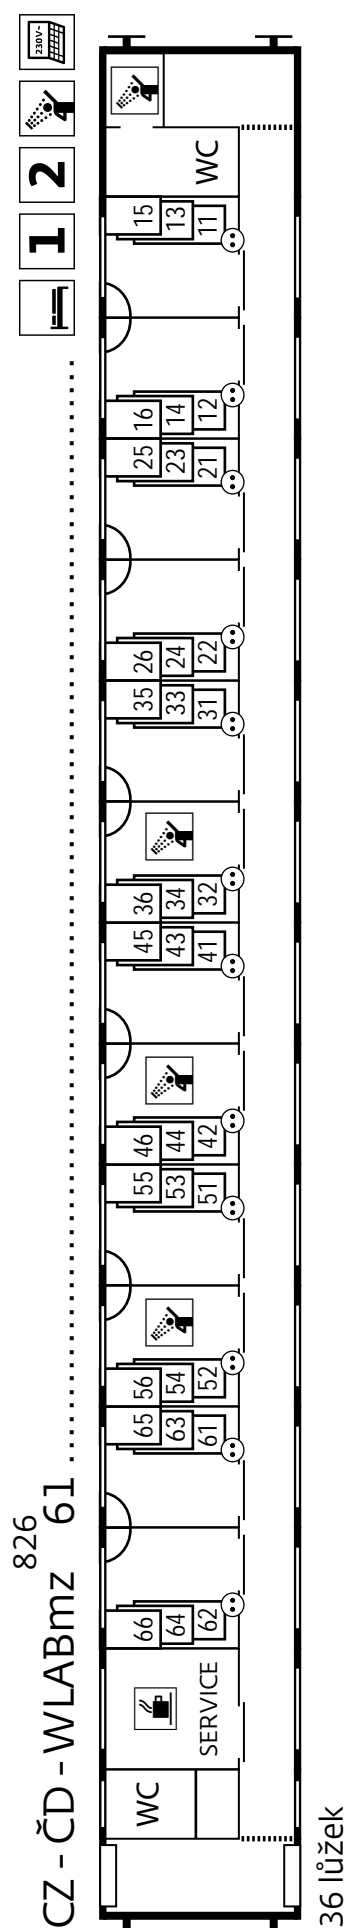 CZ - ČD - WLABmz 826 61 ........................................ 1 2 230V~
WC 66 65 56 55 46 45 36 35 26 25 16 15
64 63 54 53 44 43 34 33 24 23 14 13
SERVICE 62 61 52 51 42 41 32 31 22 21 12 11 WC
36 lůžek